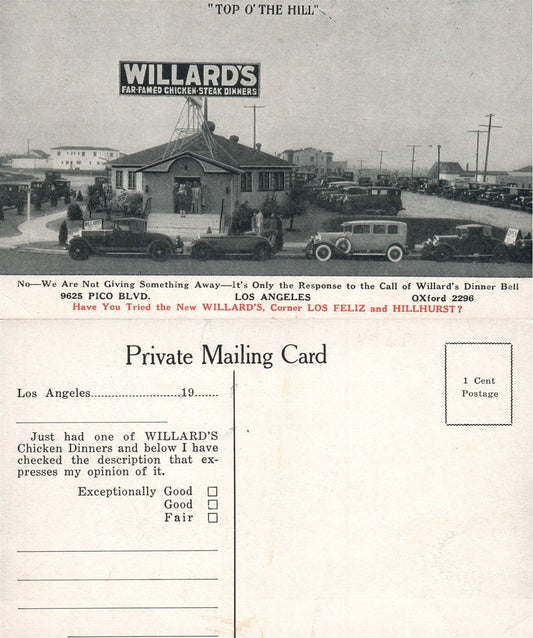 "TOP O' THE HILL"
WILLARD'S
FAR-FAMED CHICKEN-STEAK DINNERS
No—We Are Not Giving Something Away—It's Only the Response to the Call of Willard's Dinner Bell
9625 PICO BLVD. LOS ANGELES OXford 2296
Have You Tried the New WILLARD'S, Corner LOS FELIZ and HILLHURST?
Private Mailing Card
1 Cent
Postage
Los Angeles....................19......
Just had one of WILLARD'S
Chicken Dinners and below I have
checked the description that ex-
presses my opinion of it.
Exceptionally Good ☐
Good ☐
Fair ☐